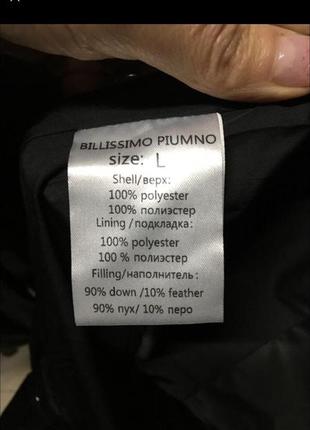 BILLISSIMO PIUMNO
size: L
Shell/верх:
100% polyester
100% полиэстер
Lining /подкладка:
100% polyester
100 % полиэстер
Filling/наполнитель:
90% down /10% feather
90% пух/ 10% перо